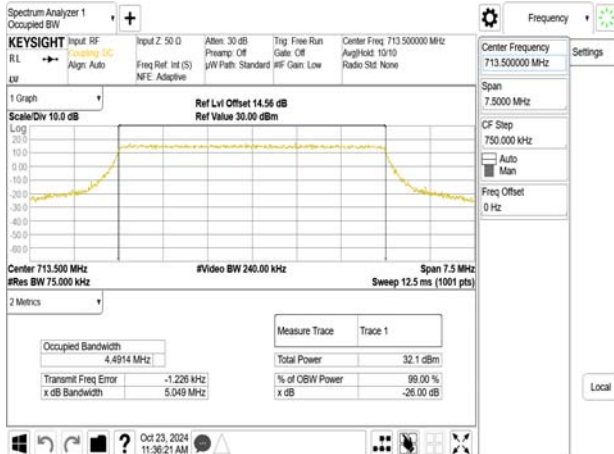 Spectrum Analyzer 1
Occupied BW
Frequency
KEYSIGHT
RL
Input: RF
Coupling: DC
Align: Auto
Input Z: 50 Ω
Freq Ref: Int (S)
NFE: Adaptive
Atten: 30 dB
Preamp: Off
µW Path: Standard
Trig: Free Run
Gate: Off
#IF Gain: Low
Center Freq: 713.500000 MHz
Avg|Hold: 10/10
Radio Std: None
Center Frequency
713.500000 MHz
Settings
Span
7.5000 MHz
CF Step
750.000 kHz
Auto
Man
Freq Offset
0 Hz
Local
1 Graph
Scale/Div 10.0 dB
Ref Lvl Offset 14.56 dB
Ref Value 30.00 dBm
Log
20.0
10.0
0.00
-10.0
-20.0
-30.0
-40.0
-50.0
-60.0
Center 713.500 MHz
#Video BW 240.00 kHz
Span 7.5 MHz
#Res BW 75.000 kHz
Sweep 12.5 ms (1001 pts)
2 Metrics
Measure Trace
Trace 1
Occupied Bandwidth
4.4914 MHz
Total Power
32.1 dBm
Transmit Freq Error
-1.226 kHz
% of OBW Power
99.00 %
x dB Bandwidth
5.049 MHz
x dB
-26.00 dB
Oct 23, 2024
11:36:21 AM